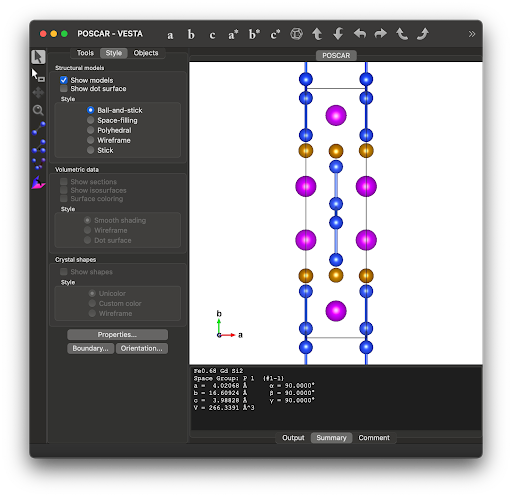 POSCAR - VESTA
a b c a* b* c*
Tools Style Objects
POSCAR
Structural models
Show models
Show dot surface
Style
Ball-and-stick
Space-filling
Polyhedral
Wireframe
Stick
Volumetric data
Show sections
Show isosurfaces
Surface coloring
Style
Smooth shading
Wireframe
Dot surface
Crystal shapes
Show shapes
Style
Unicolor
Custom color
Wireframe
Properties...
Boundary... Orientation...
b
c a
Fe0.68 Gd Si2
Space Group: P 1 (#1-1)
a = 4.02068 Å α = 90.0000°
b = 16.60924 Å β = 90.0000°
c = 3.98828 Å γ = 90.0000°
V = 266.3391 Å^3
Output Summary Comment